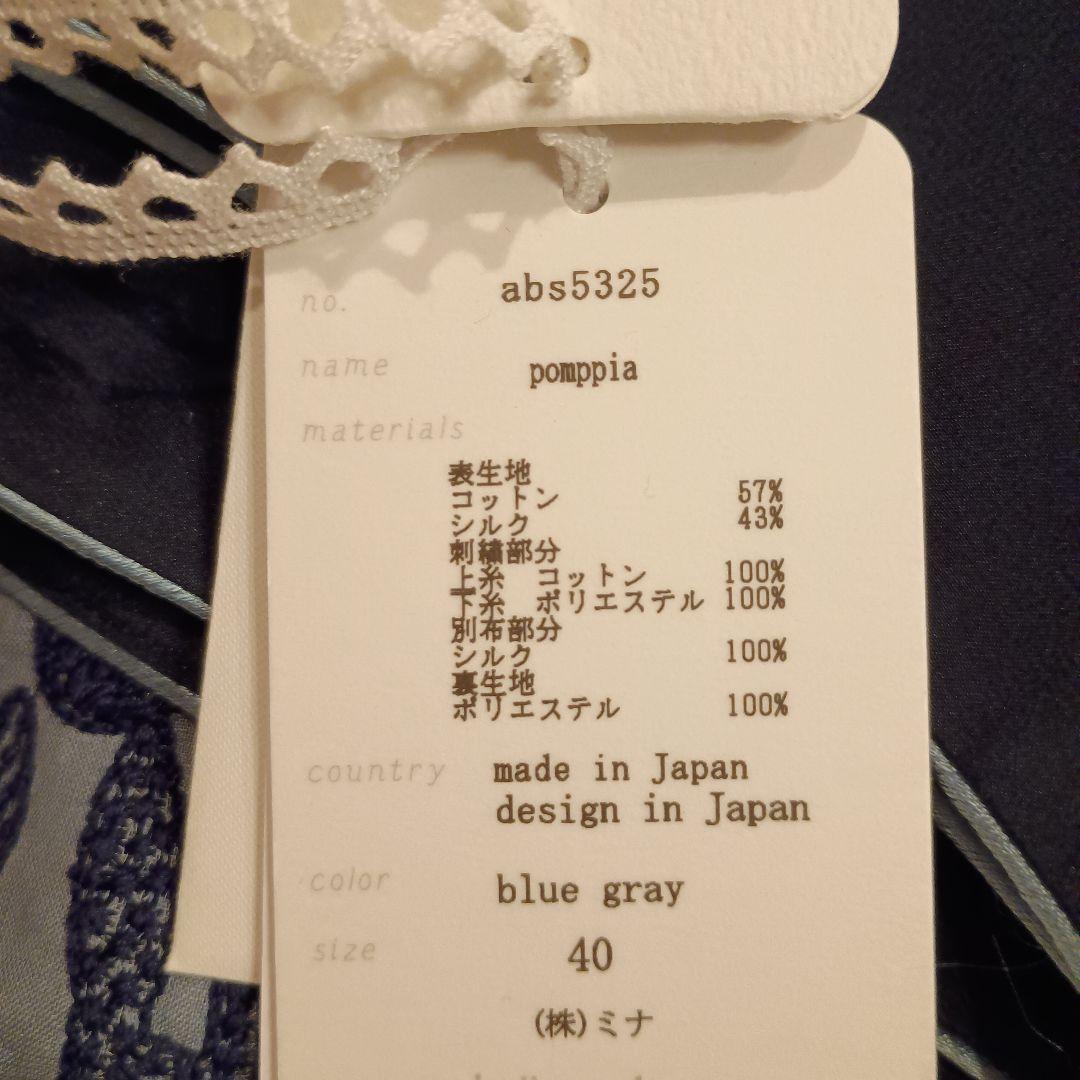 no. abs5325
name pomppia
materials
表生地
コットン 57%
シルク 43%
刺繍部分
上糸 コットン 100%
下糸 ポリエステル 100%
別布部分
シルク 100%
裏生地
ポリエステル 100%
country made in Japan
design in Japan
color blue gray
size 40
(株)ミナ